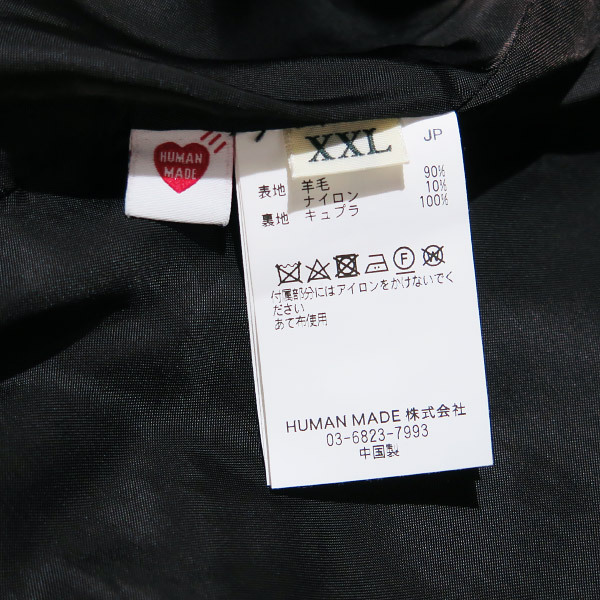 HUMAN
MADE
XXL
JP
表地 羊毛 90%
ナイロン 10%
裏地 キュプラ 100%
F
W
付属部分にはアイロンをかけないでく
ださい
あて布使用
HUMAN MADE 株式会社
03-6823-7993
中国製